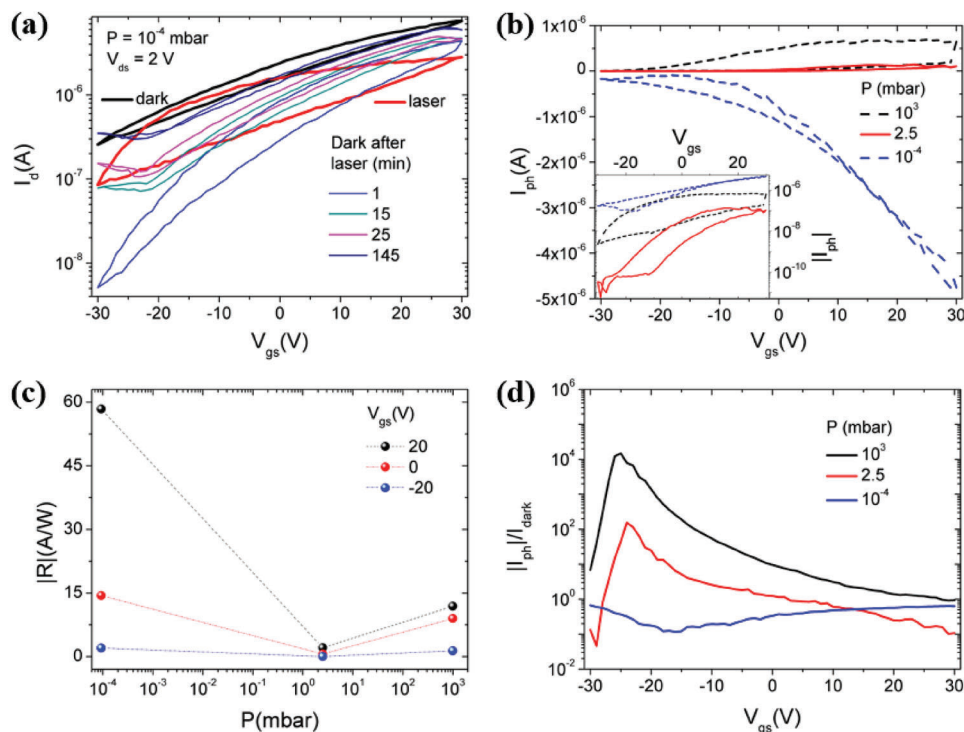 (a)
P = 10⁻⁴ mbar
V_ds = 2 V
dark
laser
Dark after
laser (min)
1
15
25
145
I_d(A)
10⁻⁶
10⁻⁷
10⁻⁸
-30 -20 -10 0 10 20 30
V_gs(V)
(b)
1x10⁻⁶
0
-1x10⁻⁶
-2x10⁻⁶
-3x10⁻⁶
-4x10⁻⁶
-5x10⁻⁶
I_ph(A)
P (mbar)
10³
2.5
10⁻⁴
V_gs
-20 0 20
10⁻⁶
10⁻⁸
10⁻¹⁰
|I_ph|
-30 -20 -10 0 10 20 30
V_gs(V)
(c)
60
45
30
15
0
|R|(A/W)
V_gs(V)
20
0
-20
10⁻⁴ 10⁻³ 10⁻² 10⁻¹ 10⁰ 10¹ 10² 10³
P(mbar)
(d)
10⁶
10⁴
10²
10⁰
10⁻²
|I_ph|/I_dark
P (mbar)
10³
2.5
10⁻⁴
-30 -20 -10 0 10 20 30
V_gs(V)